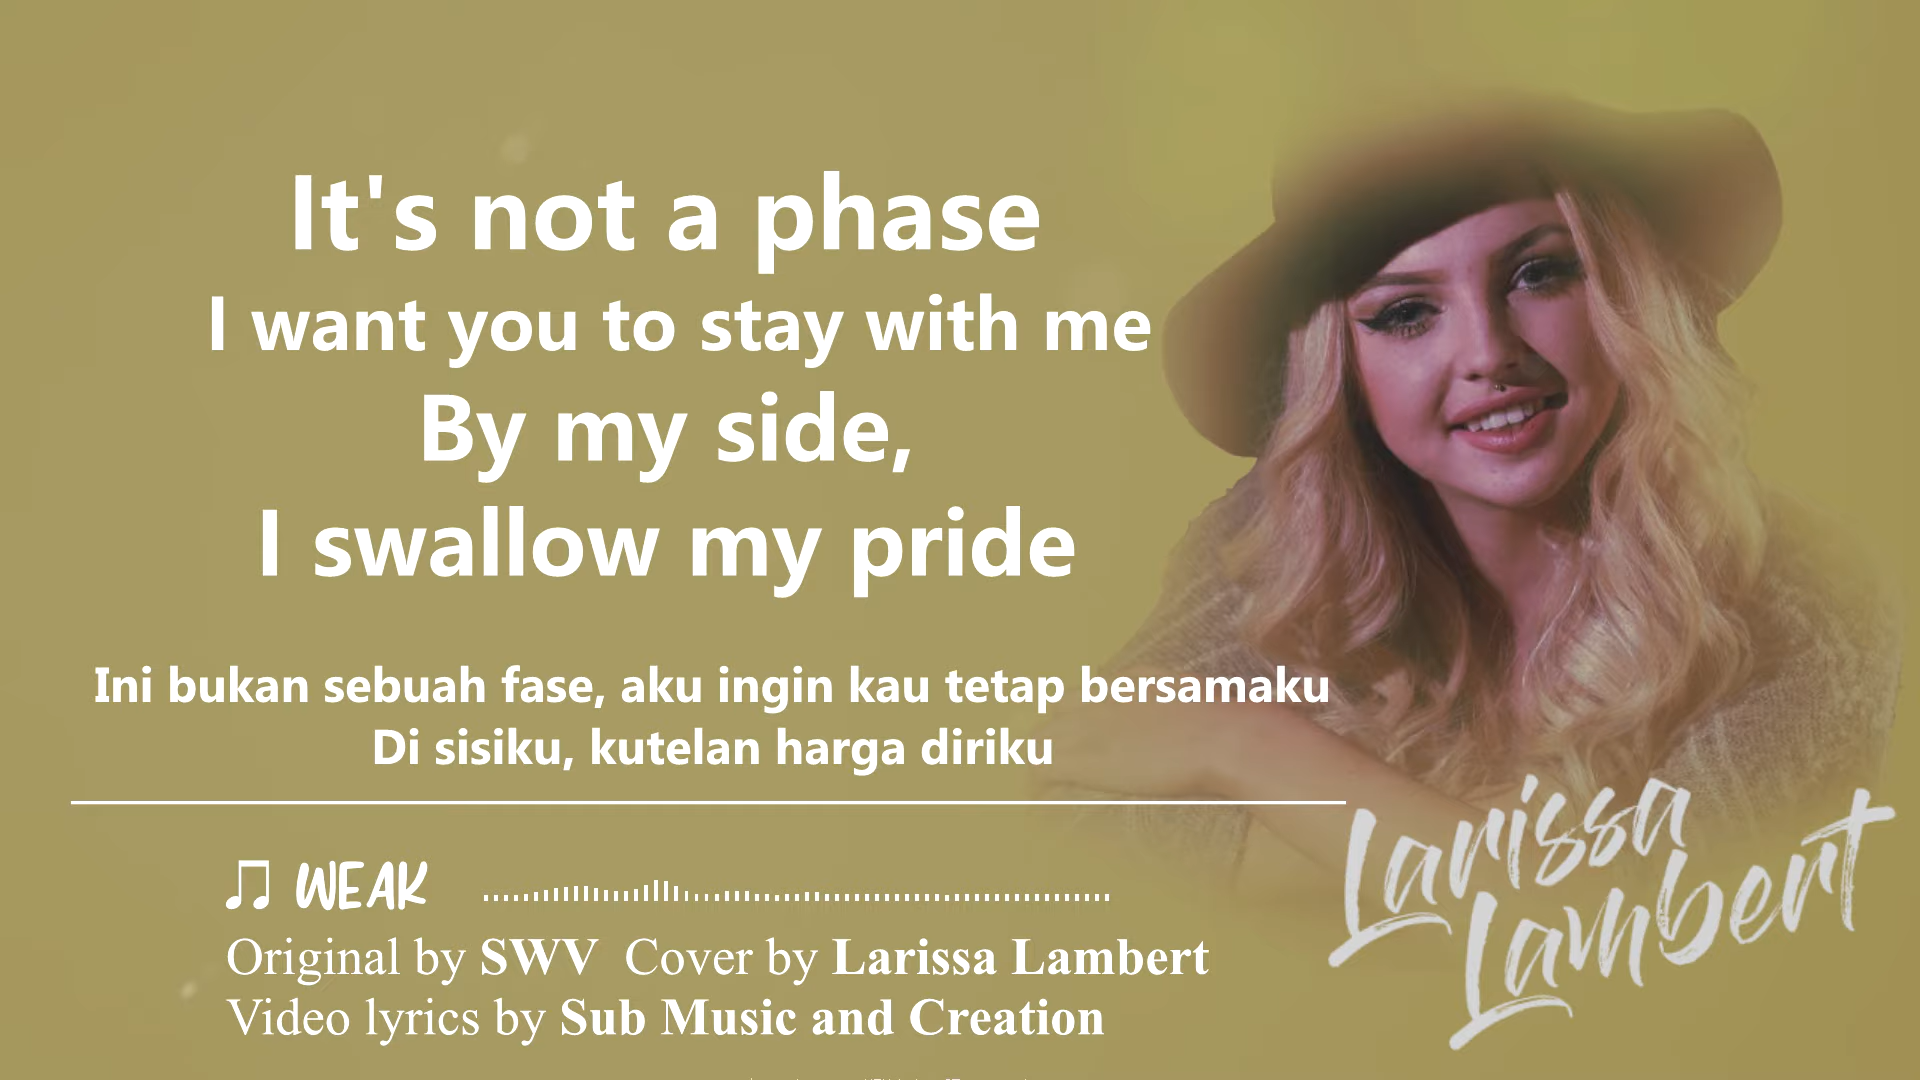 It's not a phase
I want you to stay with me
By my side,
I swallow my pride
Ini bukan sebuah fase, aku ingin kau tetap bersamaku
Di sisiku, kutelan harga diriku
WEAK
Original by SWV Cover by Larissa Lambert
Video lyrics by Sub Music and Creation
Larissa
Lambert